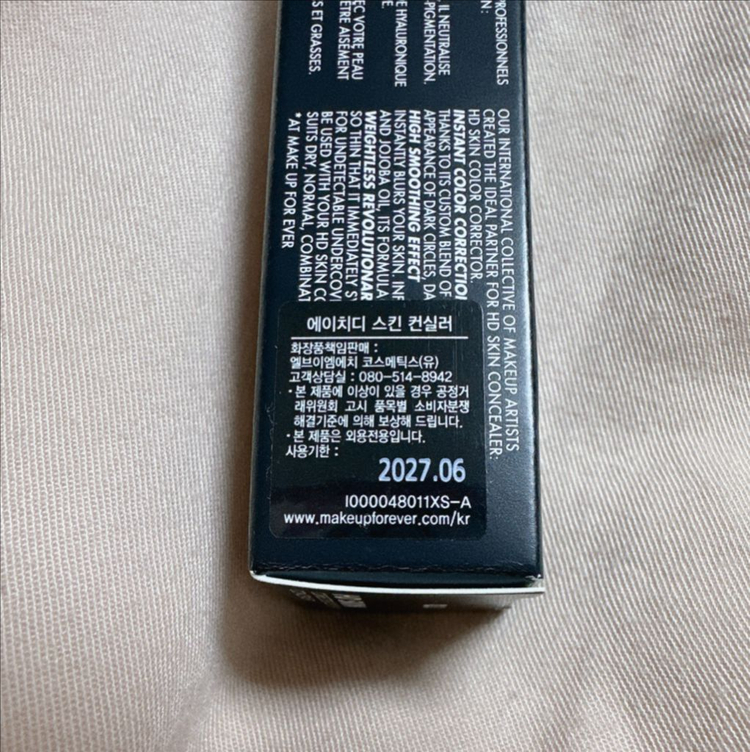 PROFESSIONNELS
N :
IL NEUTRALISE
PIGMENTATION.
HYALURONIQUE
E.
EC VOTRE PEAU
ÊTRE AISÉMENT
S ET GRASSES.
OUR INTERNATIONAL COLLECTIVE OF MAKEUP ARTISTS
CREATED THE IDEAL PARTNER FOR HD SKIN CONCEALER:
HD SKIN COLOR CORRECTOR
INSTANT COLOR CORRECTIO
THANKS TO ITS CUSTOM BLEND OF
APPEARANCE OF DARK CIRCLES, DA
HIGH SMOOTHING EFFECT
INSTANTLY BLURS YOUR SKIN. INF
AND JOJOBA OIL, ITS FORMULA
WEIGHTLESS REVOLUTIONAR
SO THIN THAT IT IMMEDIATELY S
FOR UNDETECTABLE UNDERCOV
BE USED WITH YOUR HD SKIN CO
SUITS DRY, NORMAL, COMBINAT
*AT MAKE UP FOR EVER
에이치디 스킨 컨실러
화장품책임판매 :
엘브이엠에치 코스메틱스(유)
고객상담실 : 080-514-8942
·본 제품에 이상이 있을 경우 공정거
래위원회 고시 품목별 소비자분쟁
해결기준에 의해 보상해 드립니다.
·본 제품은 외용전용입니다.
사용기한 :
2027.06
I000048011XS-A
www.makeupforever.com/kr